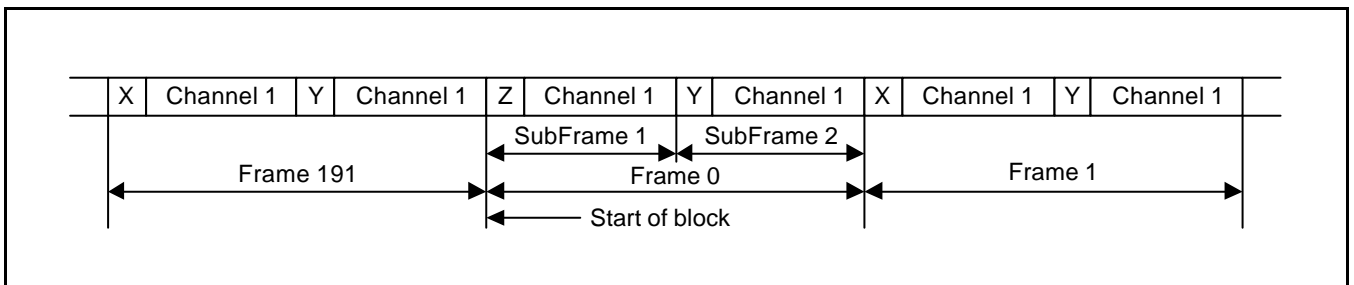 X Channel 1 Y Channel 1 Z Channel 1 Y Channel 1 X Channel 1 Y Channel 1
SubFrame 1 SubFrame 2
Frame 191 Frame 0 Frame 1
Start of block